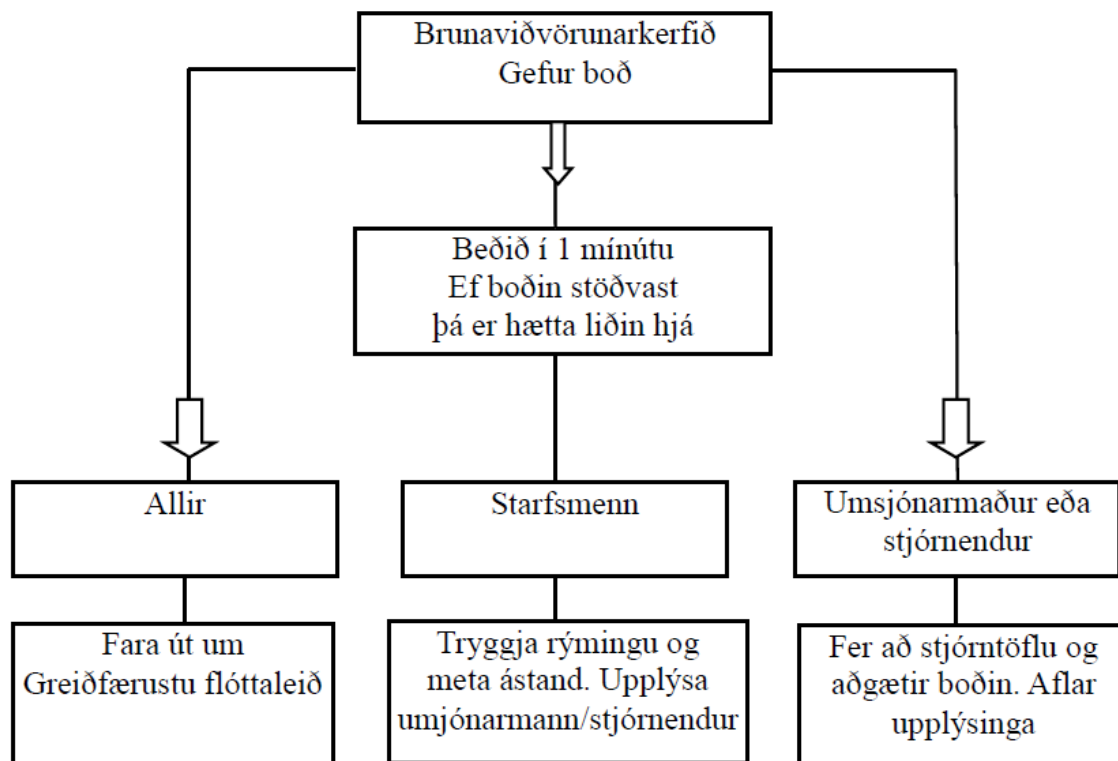 Brunaviðvörunarkerfið
Gefur boð
Beðið í 1 mínútu
Ef boðin stöðvast
þá er hætta liðin hjá
Allir
Starfsmenn
Umsjónarmaður eða
stjórnendur
Fara út um
Greiðfærustu flóttaleið
Tryggja rýmingu og
meta ástand. Upplýsa
umjónarmann/stjórnendur
Fer að stjórntöflu og
aðgætir boðin. Aflar
upplýsinga